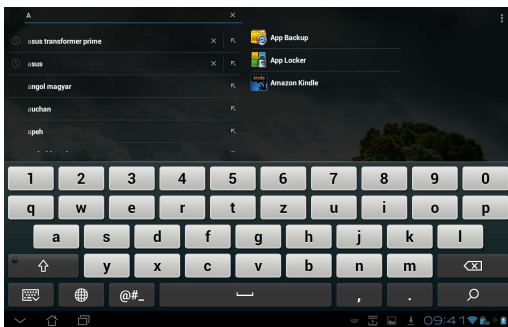 A
asus transformer prime
asus
angol magyar
auchan
apeh
App Backup
App Locker
kindle
Amazon Kindle
1 2 3 4 5 6 7 8 9 0
q w e r t z u i o p
a s d f g h j k l
y x c v b n m
@#_ , .
09:41